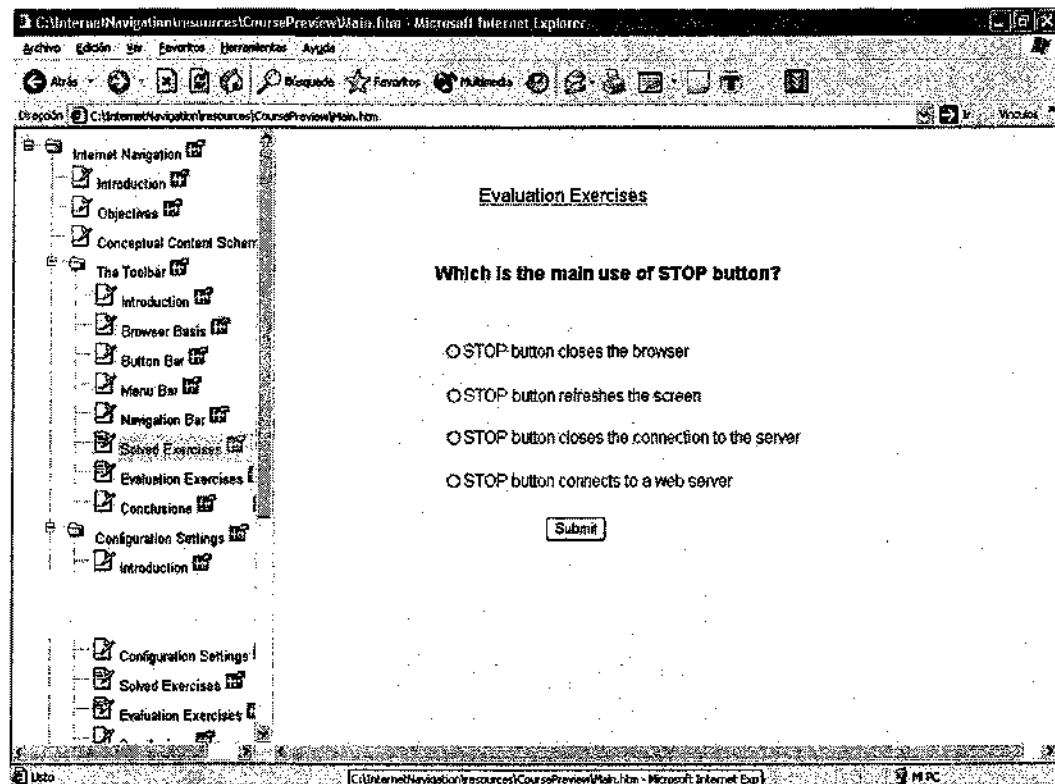 C:\InternetNavigation\resources\CoursePreview\Main.htm - Microsoft Internet Explorer
Archivo Edición Ver Favoritos Herramientas Ayuda
Atrás Búsqueda Favoritos Multimedia
Dirección C:\InternetNavigation\resources\CoursePreview\Main.htm Ir Vínculos
Internet Navigation
Introduction
Objectives
Conceptual Content Schem
The Toolbar
Introduction
Browser Basis
Button Bar
Menu Bar
Navigation Bar
Solved Exercises
Evaluation Exercises
Conclusions
Configuration Settings
Introduction
Configuration Settings
Solved Exercises
Evaluation Exercises
Evaluation Exercises
Which is the main use of STOP button?
STOP button closes the browser
STOP button refreshes the screen
STOP button closes the connection to the server
STOP button connects to a web server
Submit
Listo C:\InternetNavigation\resources\CoursePreview\Main.htm - Microsoft Internet Exp Mi PC